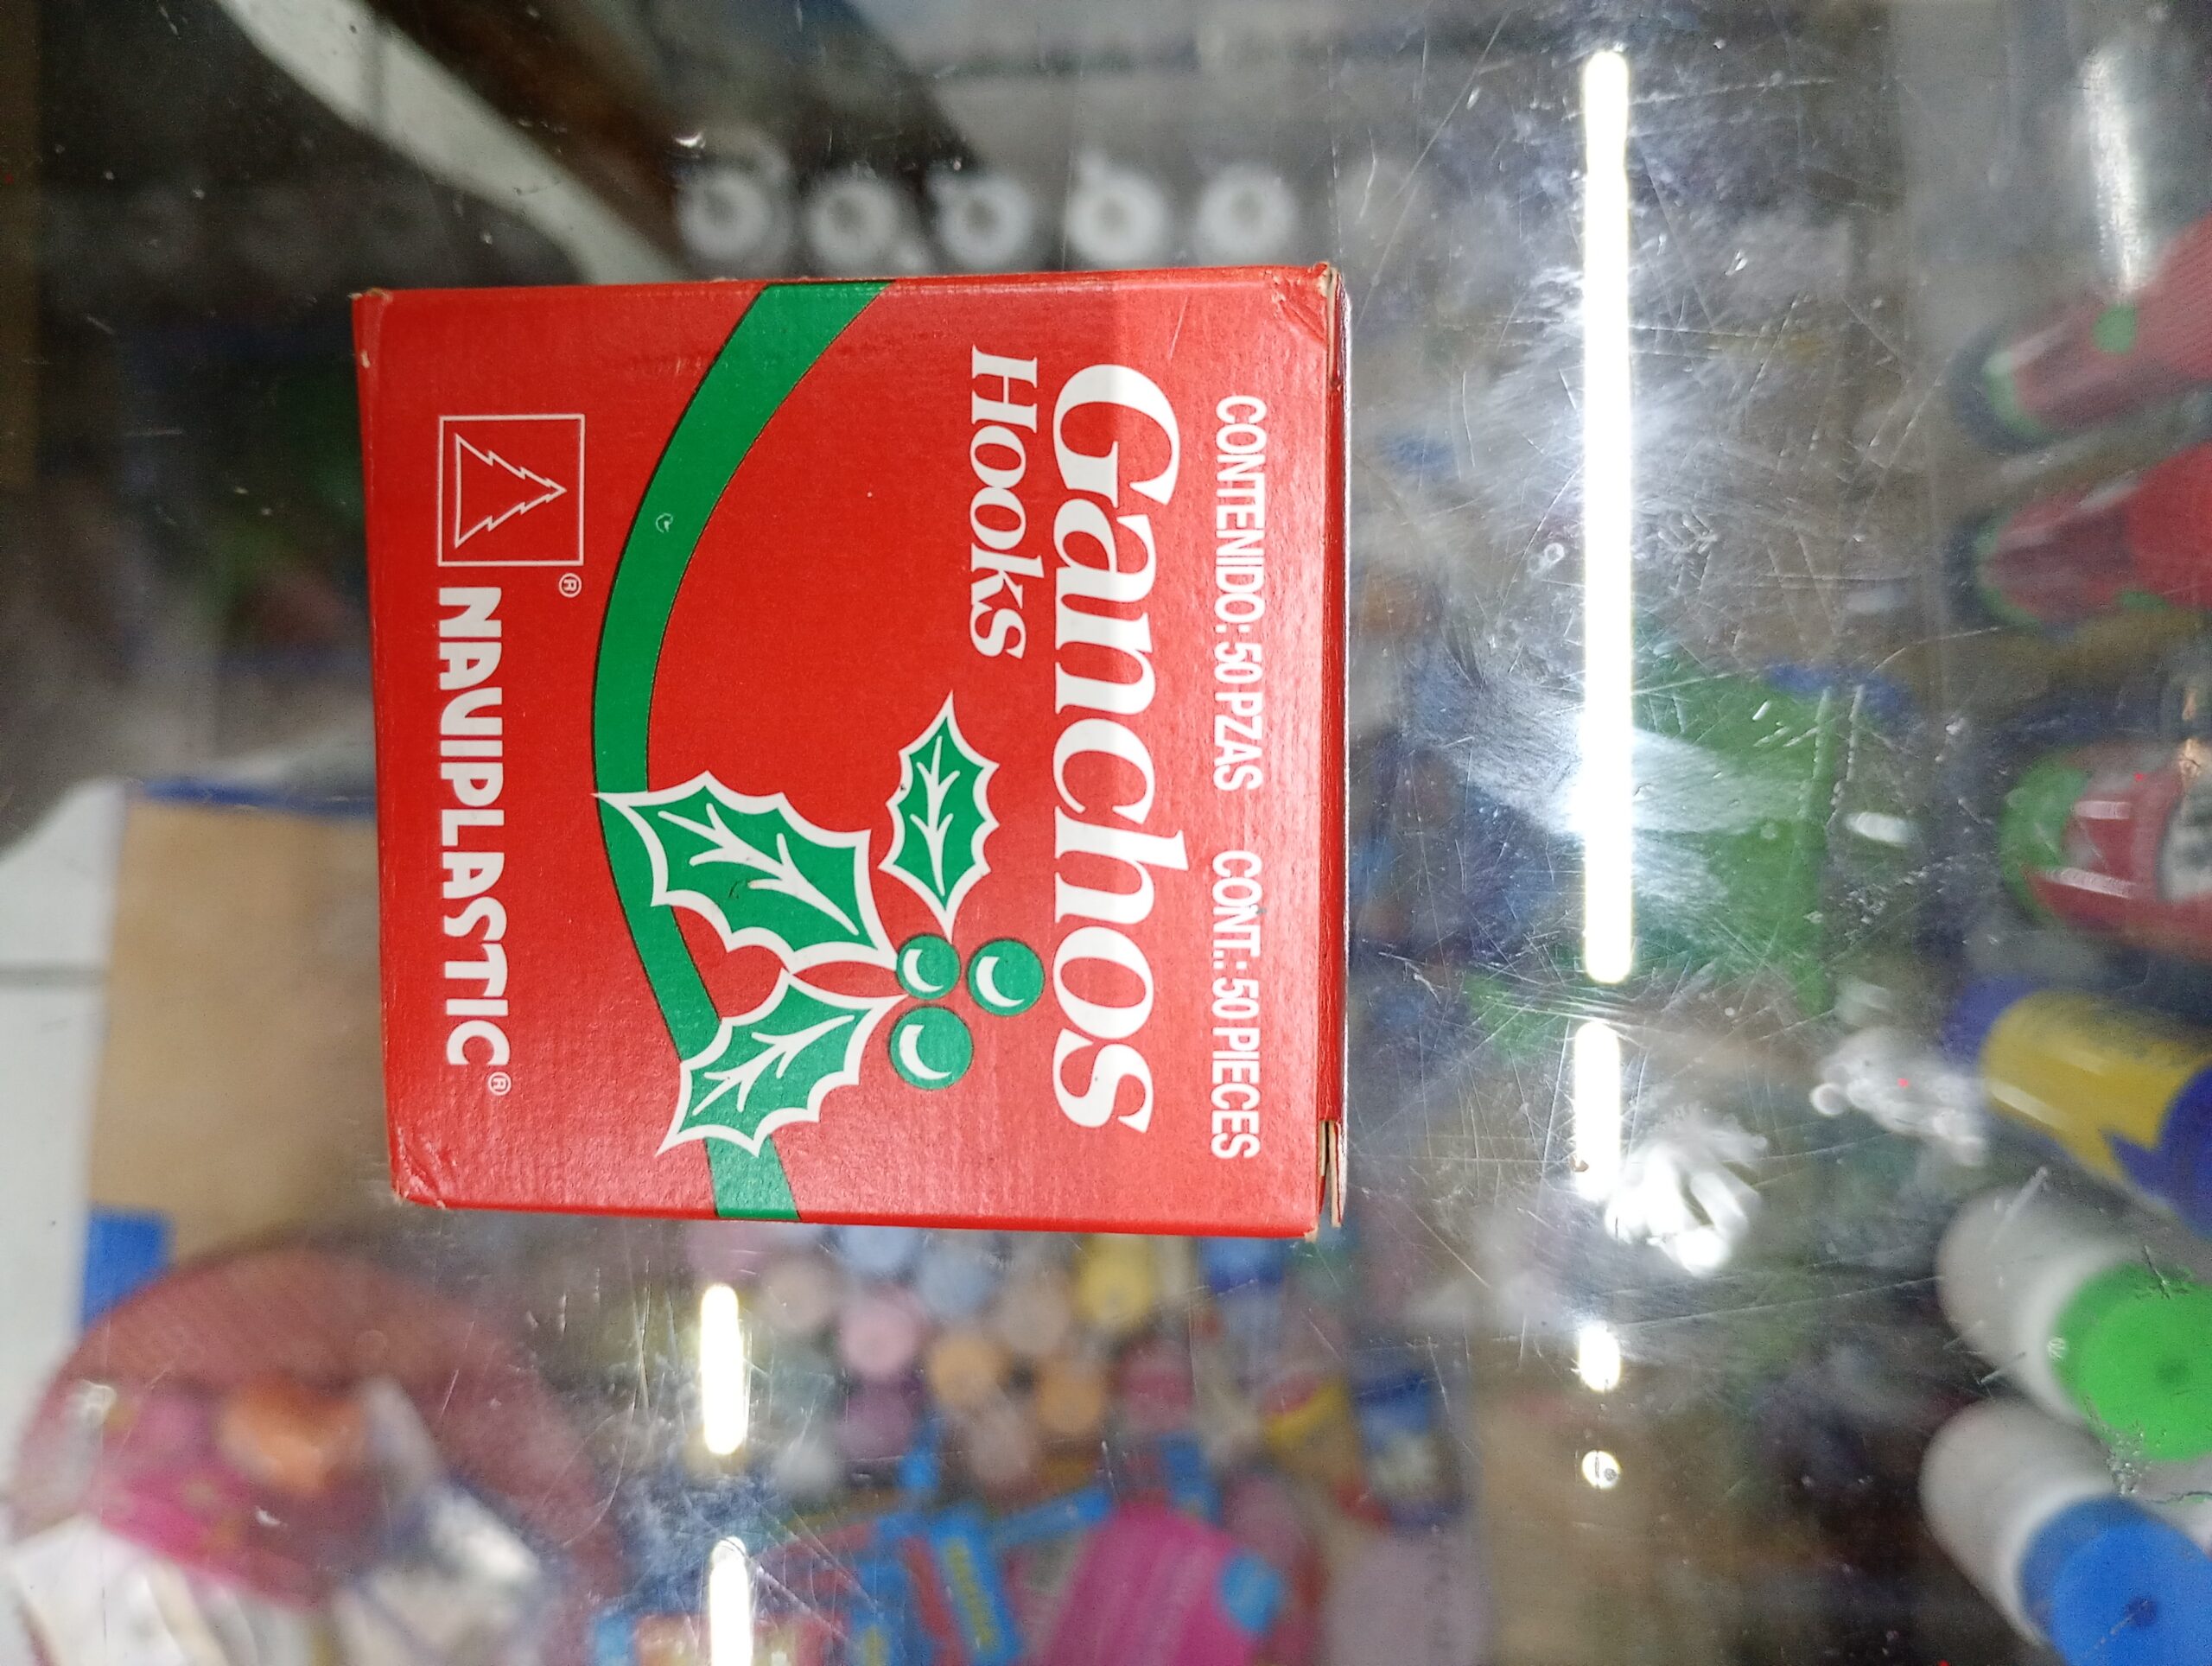 CONTENIDO: 50 PZAS CONT.: 50 PIECES
Ganchos
Hooks
®
NAVIPLASTIC®